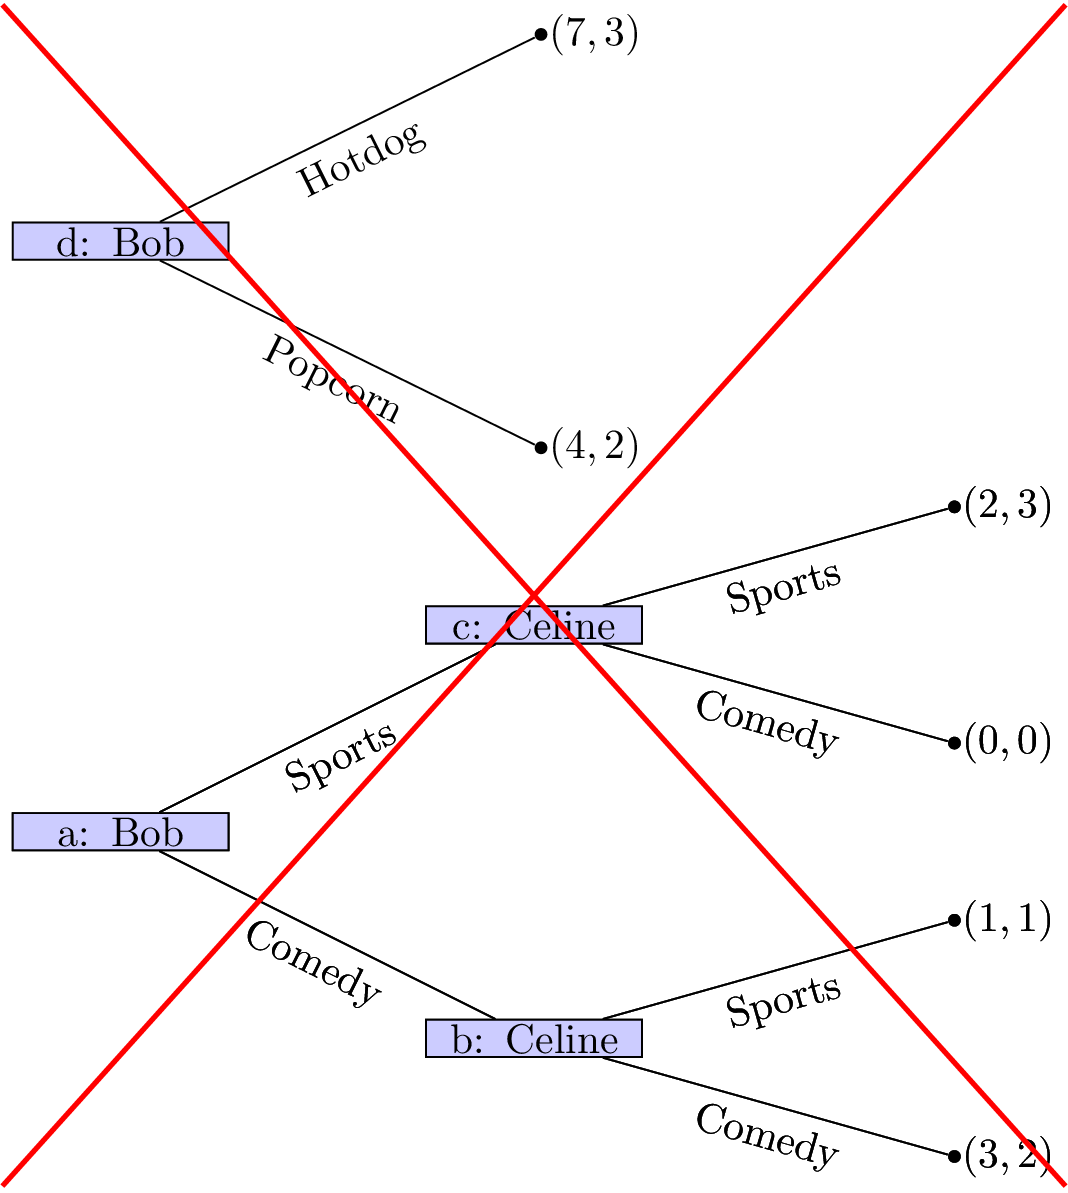 (7, 3)
Hotdog
d: Bob
Popcorn
(4, 2)
(2, 3)
Sports
c: Celine
Comedy
(0, 0)
Sports
a: Bob
Comedy
(1, 1)
Sports
b: Celine
Comedy
(3, 2)